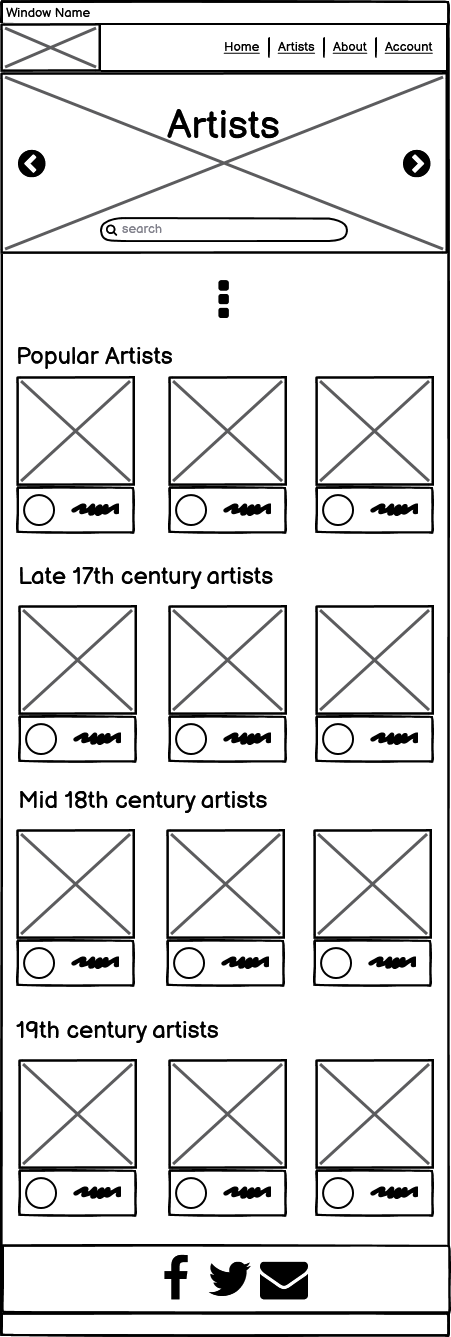 Window Name
Home Artists About Account
Artists
search
Popular Artists
Late 17th century artists
Mid 18th century artists
19th century artists